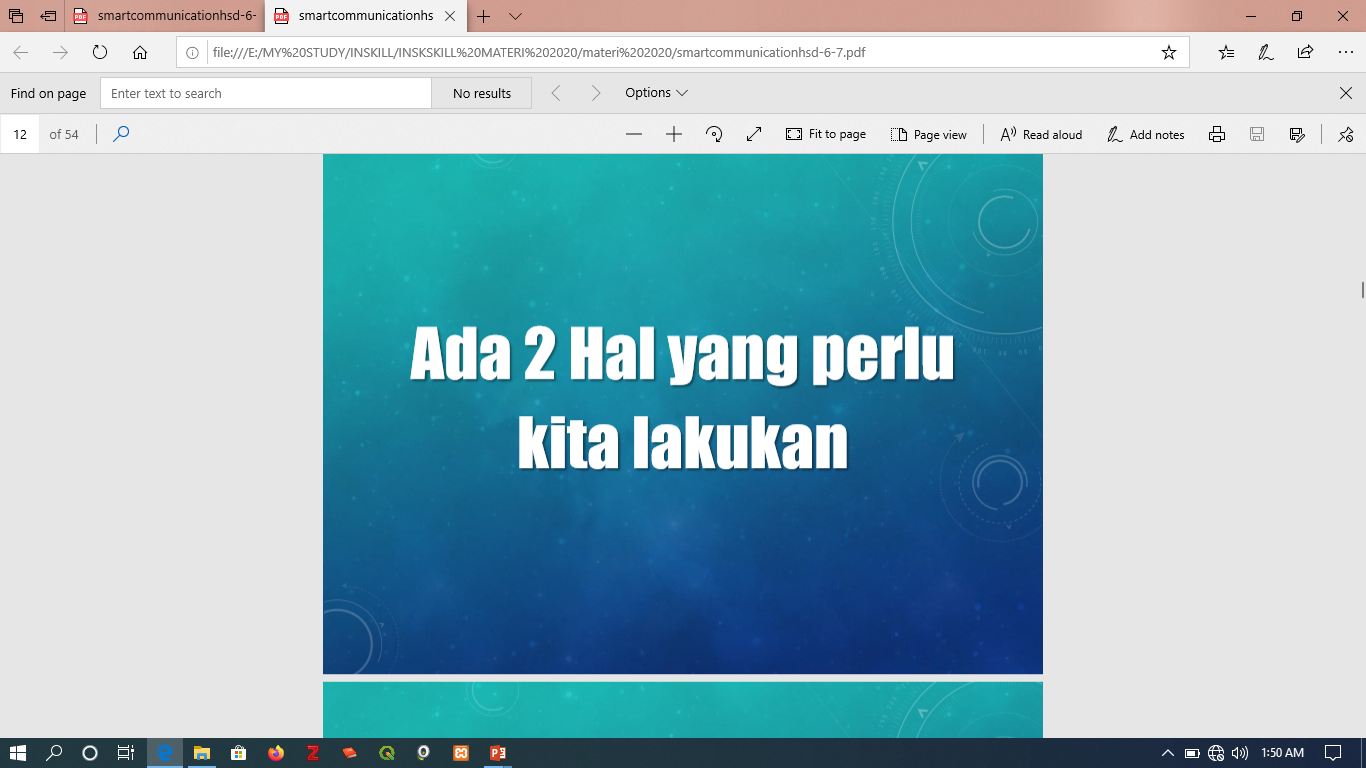 smartcommunicationhsd-6-
smartcommunicationhs
file:///E:/MY%20STUDY/INSKILL/INSKSKILL%20MATERI%202020/materi%202020/smartcommunicationhsd-6-7.pdf
Find on page
Enter text to search
No results
Options
12 of 54
Fit to page
Page view
Read aloud
Add notes
Ada 2 Hal yang perlu
kita lakukan
1:50 AM